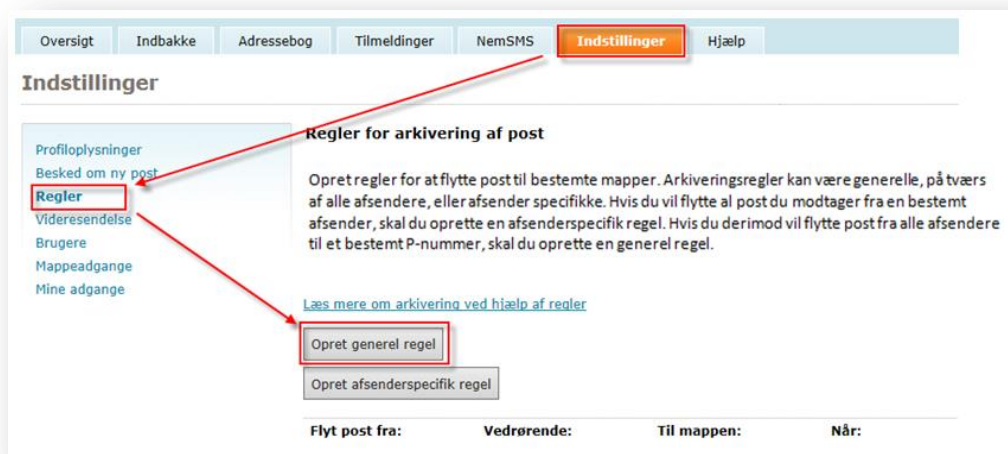 Oversigt Indbakke Adressebog Tilmeldinger NemSMS Indstillinger Hjælp
Indstillinger
Profiloplysninger
Besked om ny post
Regler
Videresendelse
Brugere
Mappeadgange
Mine adgange
Regler for arkivering af post
Opret regler for at flytte post til bestemte mapper. Arkiveringsregler kan være generelle, på tværs
af alle afsendere, eller afsender specifikke. Hvis du vil flytte al post du modtager fra en bestemt
afsender, skal du oprette en afsenderspecifik regel. Hvis du derimod vil flytte post fra alle afsendere
til et bestemt P-nummer, skal du oprette en generel regel.
Læs mere om arkivering ved hjælp af regler
Opret generel regel
Opret afsenderspecifik regel
Flyt post fra: Vedrørende: Til mappen: Når: